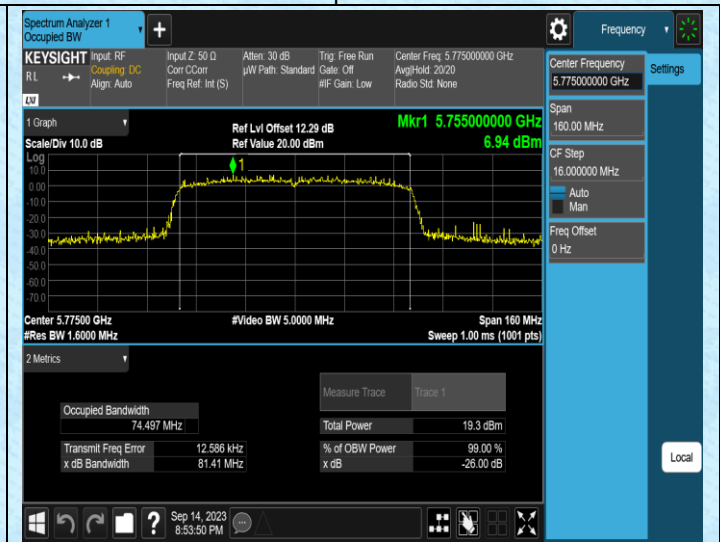 Spectrum Analyzer 1
Occupied BW
+
Frequency
KEYSIGHT
R L
LXI
Input: RF
Coupling: DC
Align: Auto
Input Z: 50 Ω
Corr CCorr
Freq Ref: Int (S)
Atten: 30 dB
µW Path: Standard
Trig: Free Run
Gate: Off
#IF Gain: Low
Center Freq: 5.775000000 GHz
Avg|Hold: 20/20
Radio Std: None
Center Frequency
5.775000000 GHz
Settings
Span
160.00 MHz
CF Step
16.000000 MHz
Auto
Man
Freq Offset
0 Hz
1 Graph
Scale/Div 10.0 dB
Ref Lvl Offset 12.29 dB
Ref Value 20.00 dBm
Mkr1 5.755000000 GHz
6.94 dBm
Log
10.0
0.00
-10.0
-20.0
-30.0
-40.0
-50.0
-60.0
-70.0
1
Center 5.77500 GHz
#Res BW 1.6000 MHz
#Video BW 5.0000 MHz
Span 160 MHz
Sweep 1.00 ms (1001 pts)
2 Metrics
Measure Trace
Trace 1
Occupied Bandwidth
74.497 MHz
Total Power
19.3 dBm
Transmit Freq Error
12.586 kHz
% of OBW Power
99.00 %
x dB Bandwidth
81.41 MHz
x dB
-26.00 dB
Local
?
Sep 14, 2023
8:53:50 PM